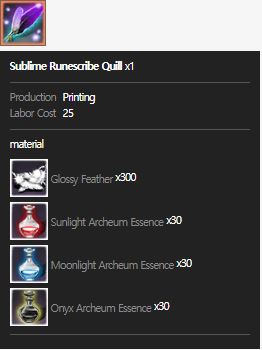 Sublime Runescribe Quill x1
Production Printing
Labor Cost 25
material
Glossy Feather x300
Sunlight Archeum Essence x30
Moonlight Archeum Essence x30
Onyx Archeum Essence x30